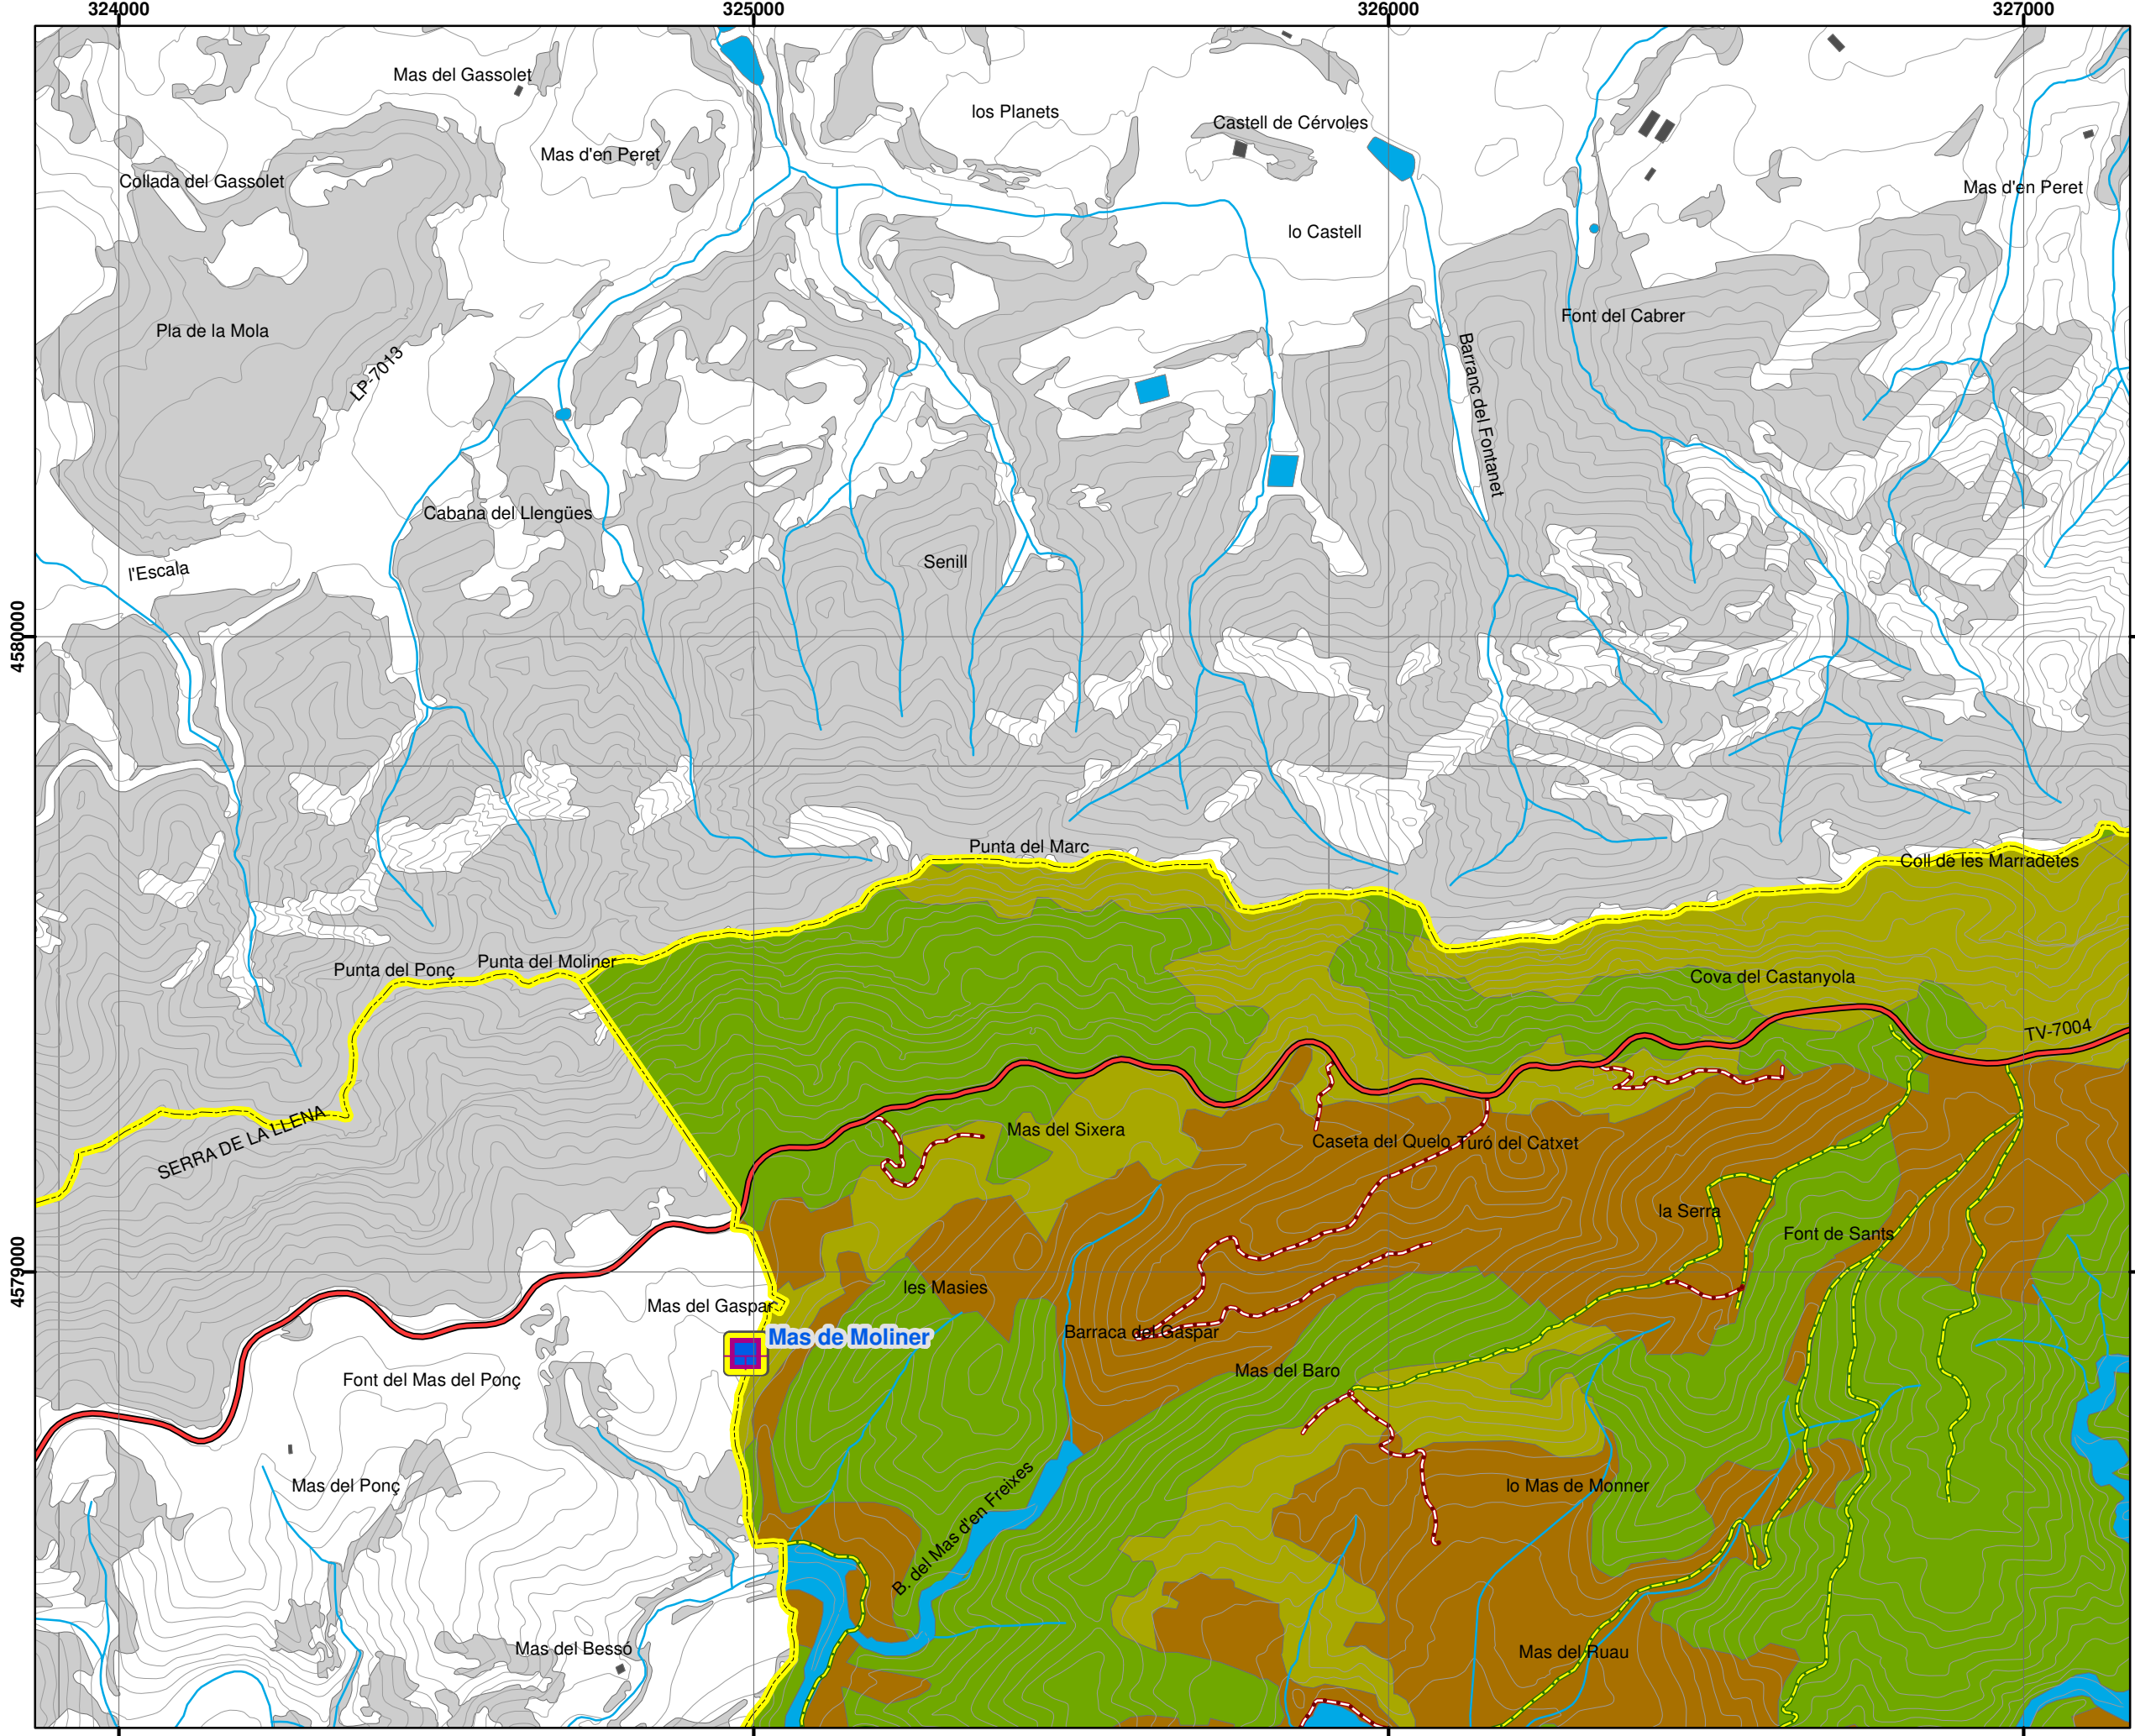 324000
325000
326000
327000
Mas del Gassolet
los Planets
Castell de Cérvoles
Mas d'en Peret
Collada del Gassolet
Mas d'en Peret
lo Castell
Font del Cabrer
Pla de la Mola
LP-7013
Barranc del Fontanet
Cabana del Llengües
Senill
l'Escala
4580000
Punta del Marc
Coll de les Marradetes
Punta del Moliner
Punta del Ponç
Cova del Castanyola
TV-7004
SERRA DE LA LLENA
Mas del Sixera
Caseta del Quelo
Turó del Catxet
la Serra
Font de Sants
4579000
les Masies
Mas del Gaspar
Mas de Moliner
Barraca del Gaspar
Mas del Baro
Font del Mas del Ponç
Mas del Ponç
lo Mas de Monner
B. del Mas d'en Freixes
Mas del Bessó
Mas del Ruau